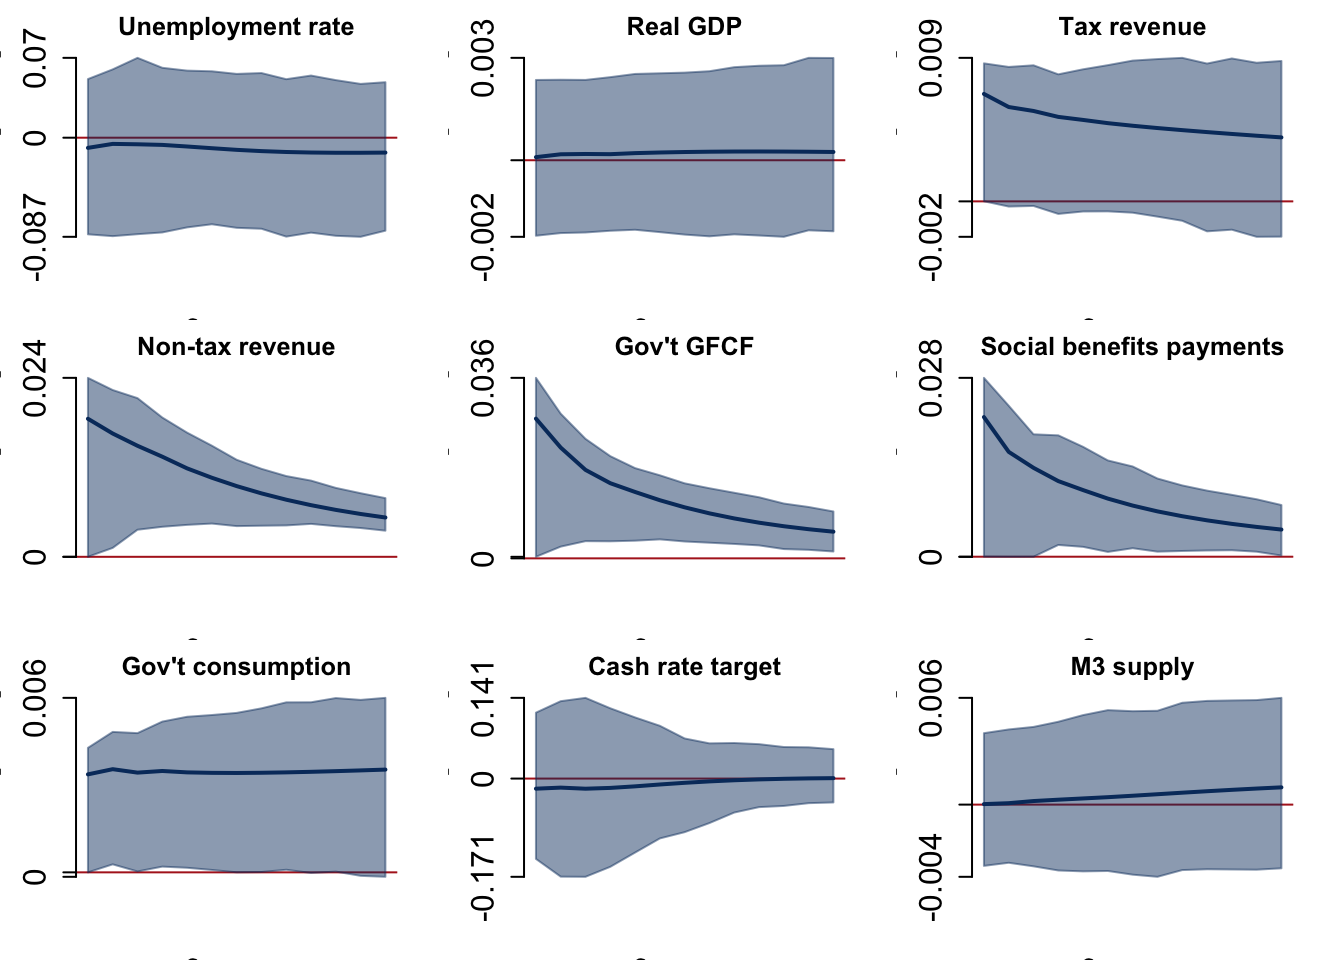 Unemployment rate
0.07
0
-0.087
Real GDP
0.003
-0.002
Tax revenue
0.009
-0.002
Non-tax revenue
0.024
0
Gov't GFCF
0.036
0
Social benefits payments
0.028
0
Gov't consumption
0.006
0
Cash rate target
0.141
0
-0.171
M3 supply
0.006
-0.004